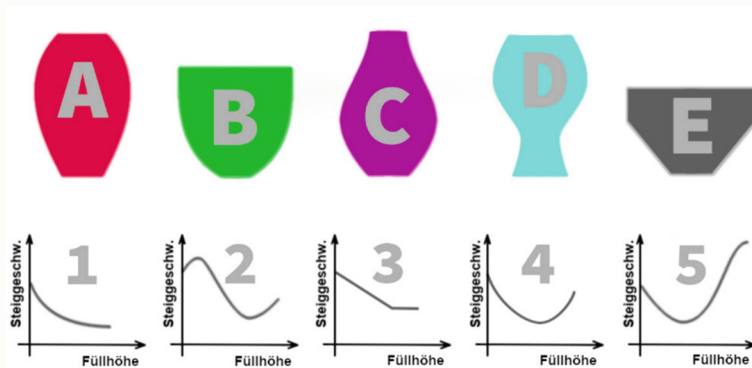 A B C D E
Steiggeschw. 1 Füllhöhe
Steiggeschw. 2 Füllhöhe
Steiggeschw. 3 Füllhöhe
Steiggeschw. 4 Füllhöhe
Steiggeschw. 5 Füllhöhe